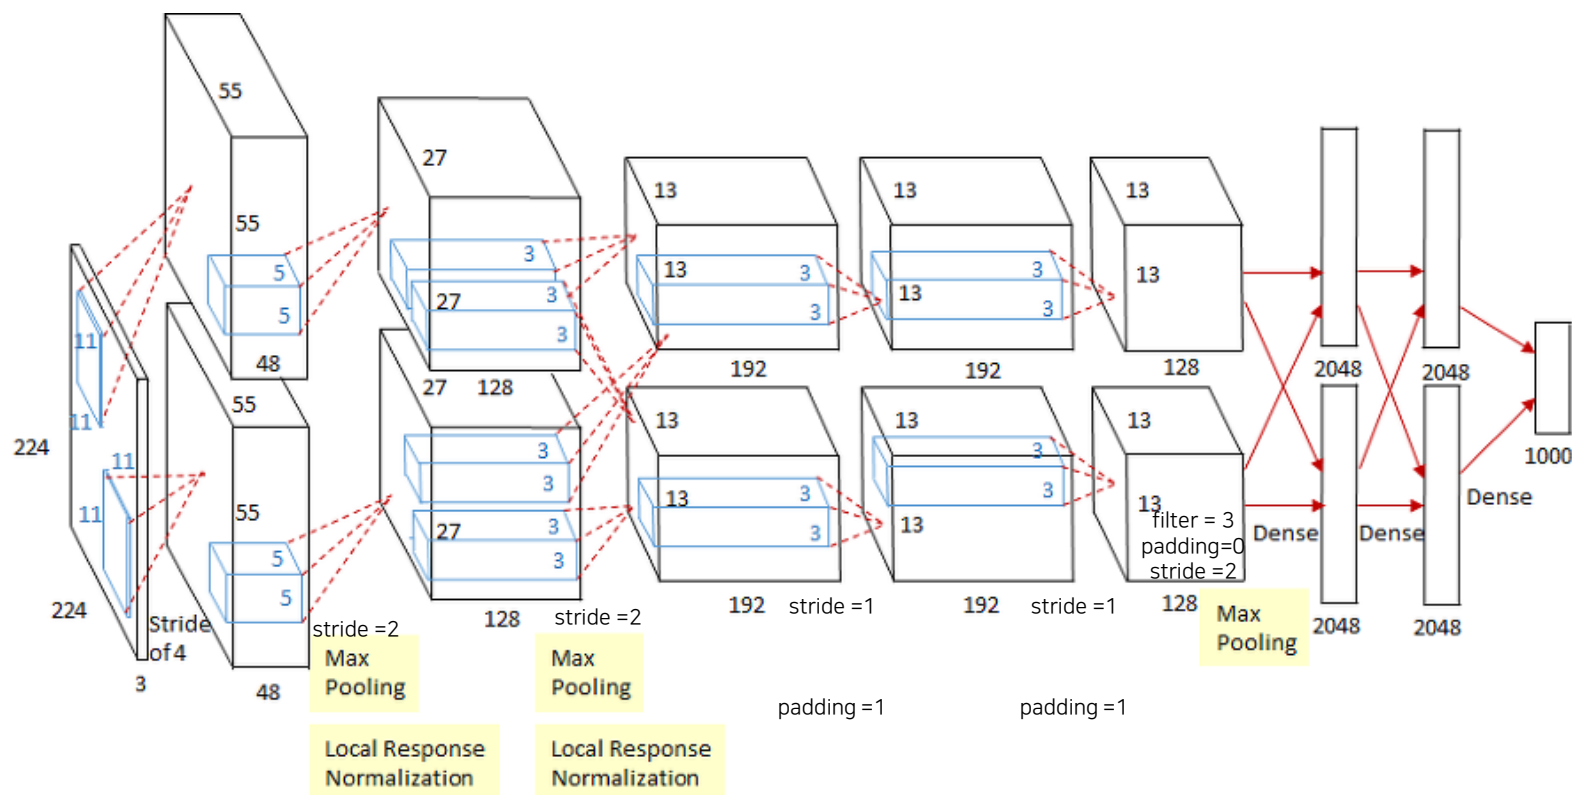 55
55
48
27
27
128
13
13
192
13
13
192
13
13
128
2048
2048
5
5
3
3
3
3
3
3
3
11
11
11
11
224
224
3
Stride
of 4
55
55
48
5
5
27
27
128
3
3
3
3
13
13
192
3
3
13
13
192
3
3
13
13
128
filter = 3
padding=0
stride =2
Dense
Dense
Dense
2048
2048
1000
stride =2
stride =2
stride =1
stride =1
Max
Pooling
Max
Pooling
Max
Pooling
padding =1
padding =1
Local Response
Normalization
Local Response
Normalization